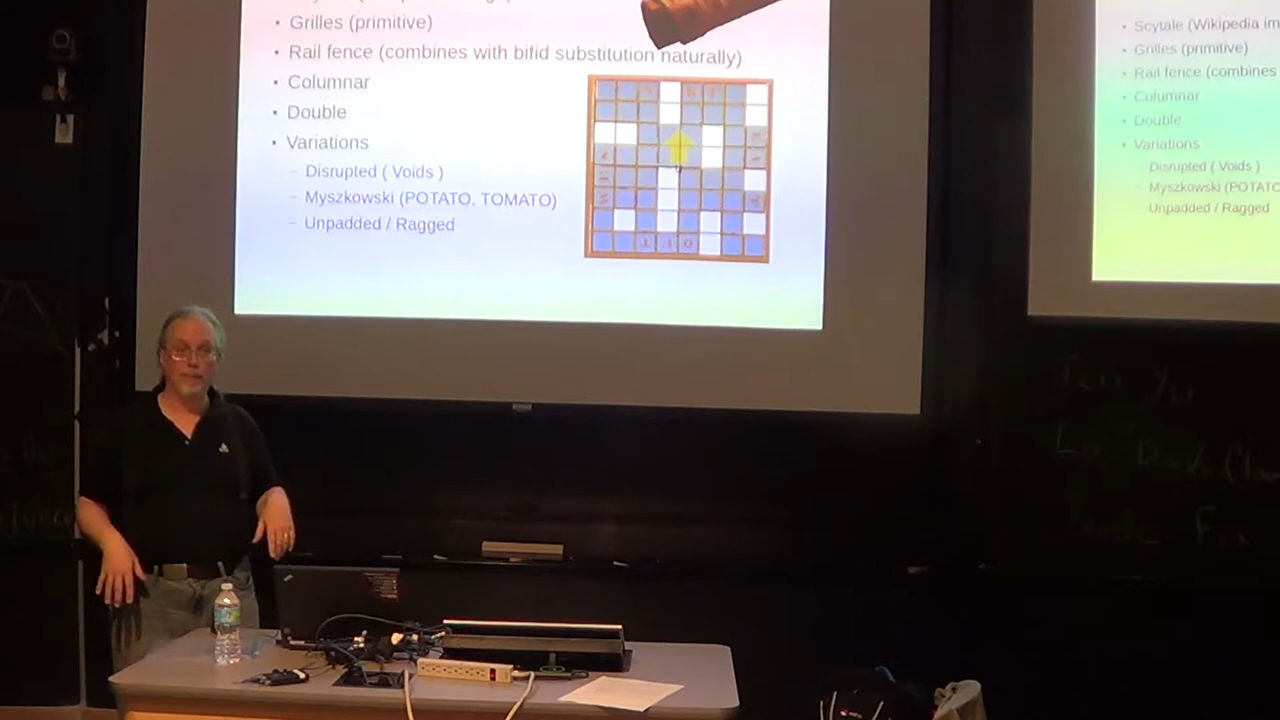 • Grilles (primitive)
• Rail fence (combines with bifid substitution naturally)
• Columnar
• Double
• Variations
– Disrupted ( Voids )
– Myszkowski (POTATO, TOMATO)
– Unpadded / Ragged
• Scytale (Wikipedia im
• Grilles (primitive)
• Rail fence (combines
• Columnar
• Double
• Variations
Disrupted ( Voids )
Myszkowski (POTATO
Unpadded / Ragged